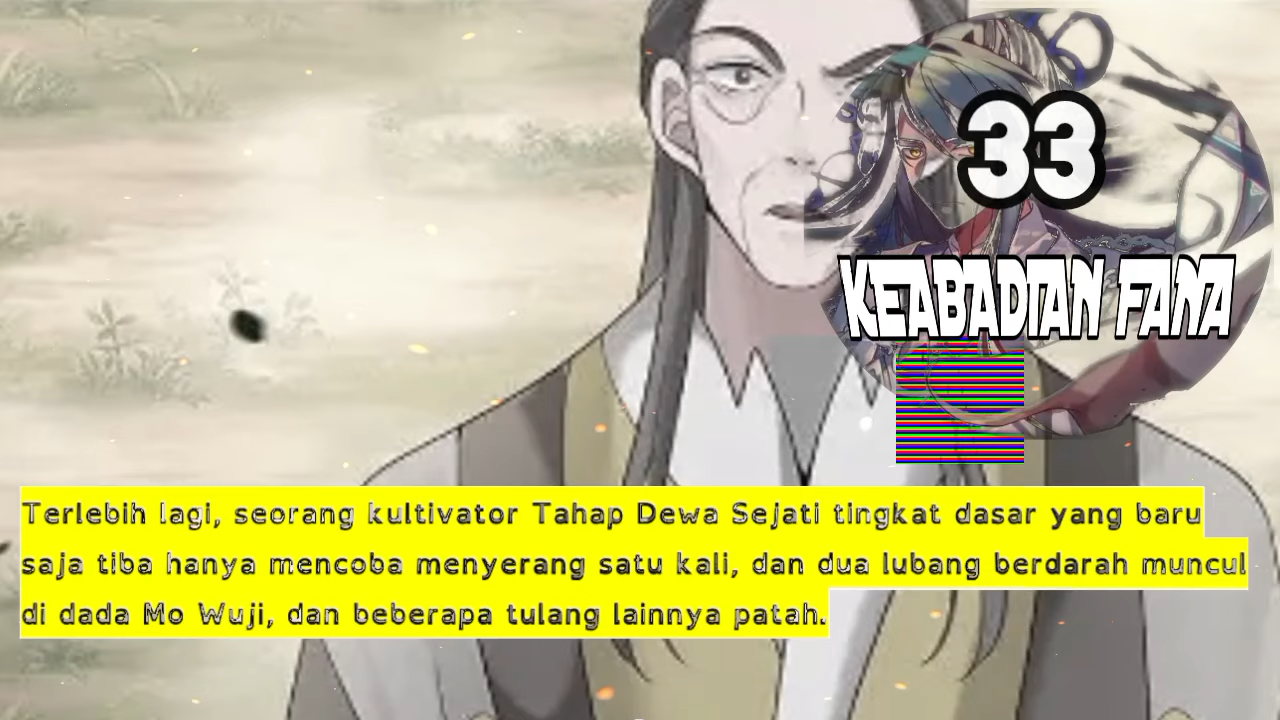 33
KEABADIAN FANA
Terlebih lagi, seorang kultivator Tahap Dewa Sejati tingkat dasar yang baru
saja tiba hanya mencoba menyerang satu kali, dan dua lubang berdarah muncul
di dada Mo Wuji, dan beberapa tulang lainnya patah.